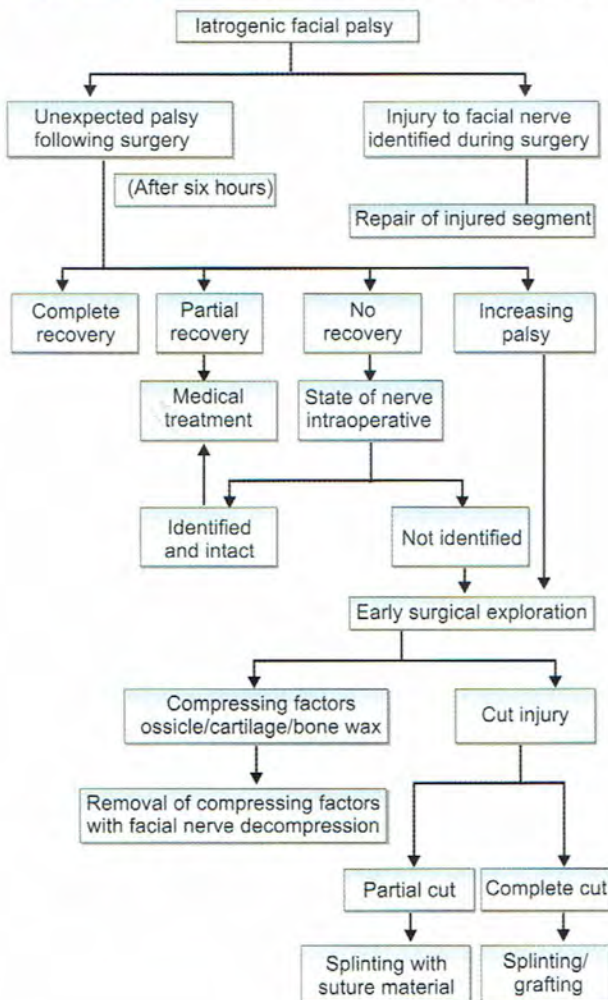 Iatrogenic facial palsy
Unexpected palsy
following surgery
Injury to facial nerve
identified during surgery
(After six hours)
Repair of injured segment
Complete
recovery
Partial
recovery
No
recovery
Increasing
palsy
Medical
treatment
State of nerve
intraoperative
Identified
and intact
Not identified
Early surgical exploration
Compressing factors
ossicle/cartilage/bone wax
Cut injury
Removal of compressing factors
with facial nerve decompression
Partial cut
Complete cut
Splinting with
suture material
Splinting/
grafting